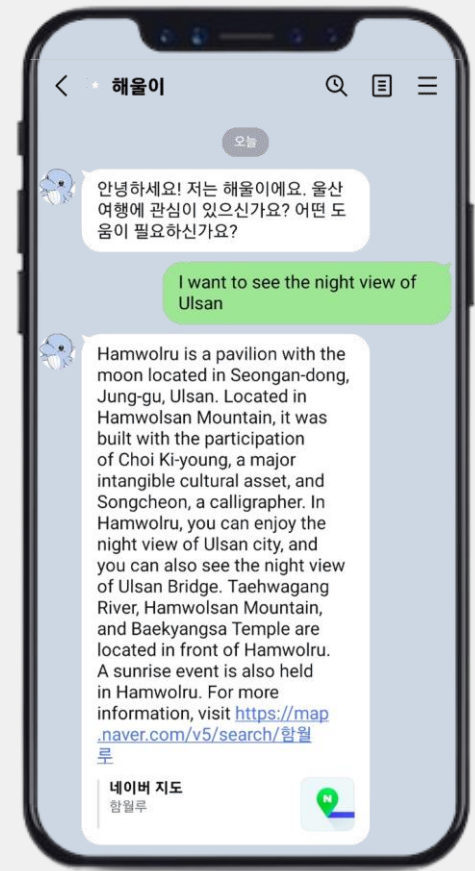 해울이
오늘
안녕하세요! 저는 해울이에요. 울산
여행에 관심이 있으신가요? 어떤 도
움이 필요하신가요?
I want to see the night view of
Ulsan
Hamwolru is a pavilion with the
moon located in Seongan-dong,
Jung-gu, Ulsan. Located in
Hamwolsan Mountain, it was
built with the participation
of Choi Ki-young, a major
intangible cultural asset, and
Songcheon, a calligrapher. In
Hamwolru, you can enjoy the
night view of Ulsan city, and
you can also see the night view
of Ulsan Bridge. Taehwagang
River, Hamwolsan Mountain,
and Baekyangsa Temple are
located in front of Hamwolru.
A sunrise event is also held
in Hamwolru. For more
information, visit https://map
.naver.com/v5/search/함월
루
네이버 지도
함월루
N